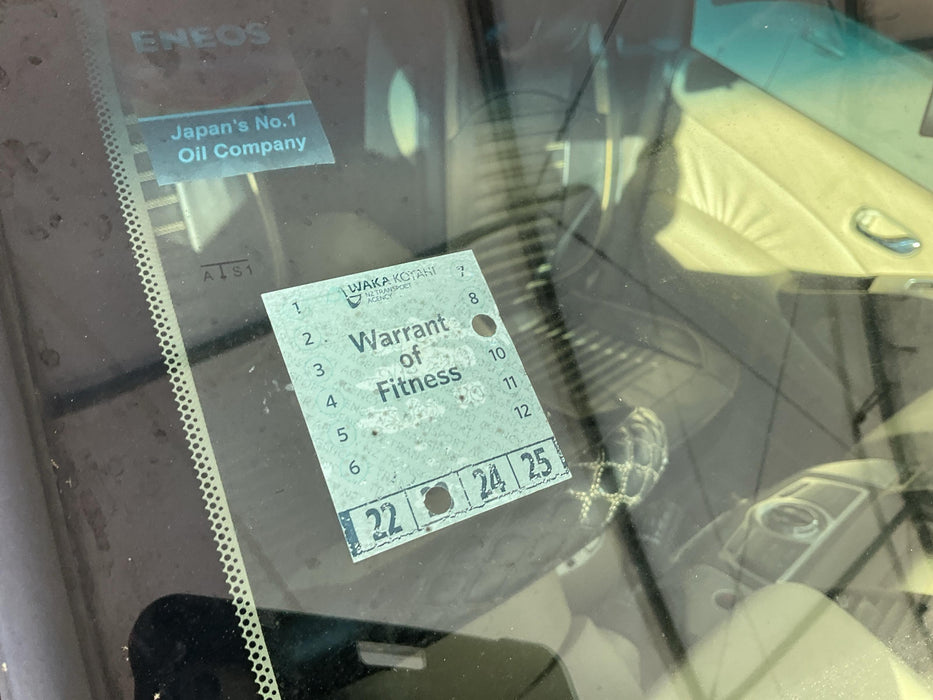 ENEOS
Japan's No.1
Oil Company
A S1
WAKA KOTAHI
NZ TRANSPORT
AGENCY
Warrant
of
Fitness
1
2
3
4
5
6
7
8
10
11
12
22
24
25